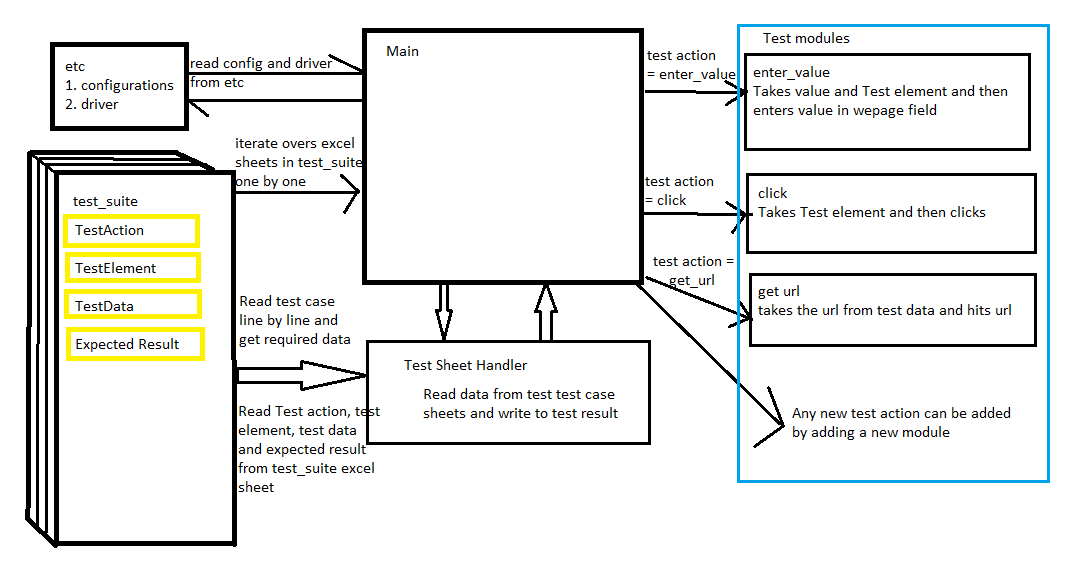 etc
1. configurations
2. driver
read config and driver
from etc
Main
test action
= enter_value
Test modules
enter_value
Takes value and Test element and then
enters value in wepage field
iterate overs excel
sheets in test_suite
one by one
test_suite
TestAction
TestElement
TestData
Expected Result
test action
= click
click
Takes Test element and then clicks
test action =
get_url
get url
takes the url from test data and hits url
Read test case
line by line and
get required data
Test Sheet Handler
Read data from test test case
sheets and write to test result
Read Test action, test
element, test data
and expected result
from test_suite excel
sheet
Any new test action can be added
by adding a new module